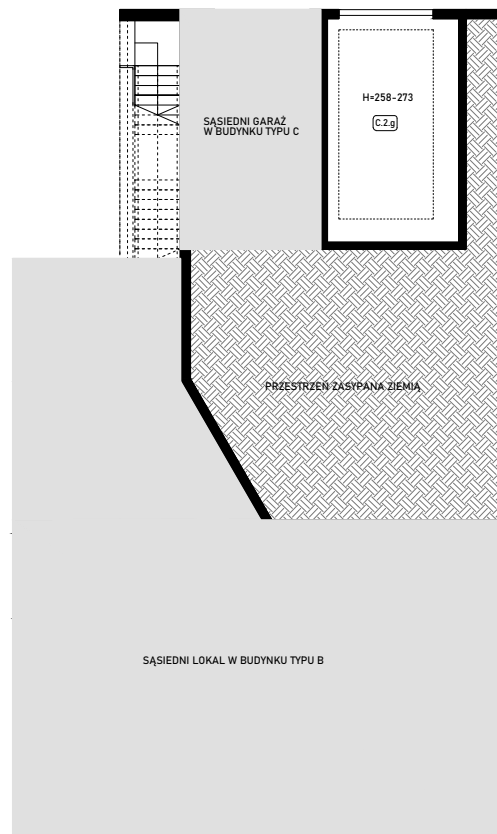 H=258-273
C.2.g
SĄSIEDNI GARAŻ
W BUDYNKU TYPU C
PRZESTRZEŃ ZASYPANA ZIEMIĄ
SĄSIEDNI LOKAL W BUDYNKU TYPU B